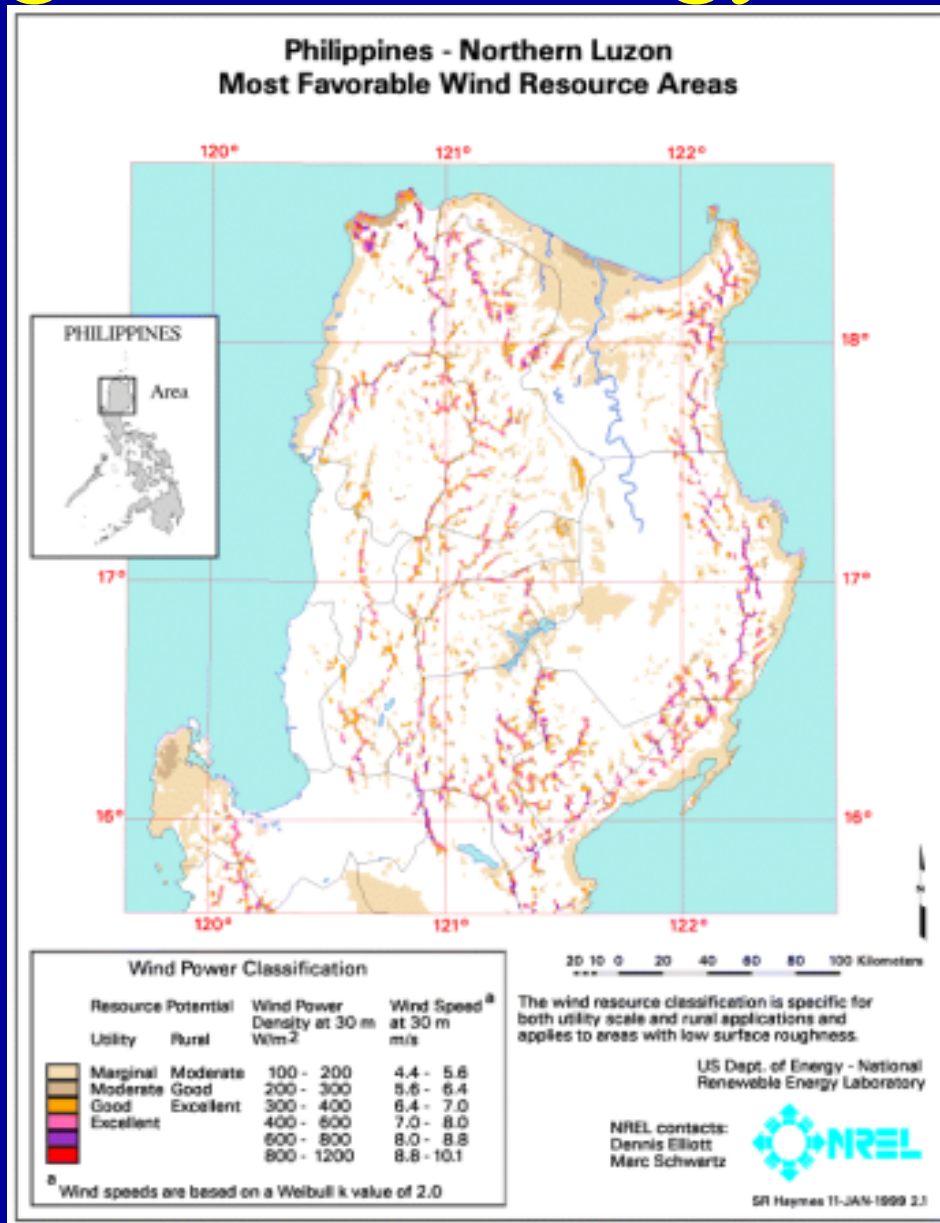 Philippines - Northern Luzon
Most Favorable Wind Resource Areas
120° 121° 122°
PHILIPPINES
Area
18°
17° 17°
16° 16°
120° 121° 122°
N
Wind Power Classification
Resource Potential Wind Power Wind Speed a
Density at 30 m at 30 m
Utility Rural W/m2 m/s
Marginal Moderate 100 - 200 4.4 - 5.6
Moderate Good 200 - 300 5.6 - 6.4
Good Excellent 300 - 400 6.4 - 7.0
Excellent 400 - 600 7.0 - 8.0
600 - 800 8.0 - 8.8
800 - 1200 8.8 - 10.1
a Wind speeds are based on a Weibull k value of 2.0
20 10 0 20 40 60 80 100 Kilometers
The wind resource classification is specific for
both utility scale and rural applications and
applies to areas with low surface roughness.
US Dept. of Energy - National
Renewable Energy Laboratory
NREL contacts:
Dennis Elliott
Marc Schwartz
NREL
SR Haymes 11-JAN-1999 2.1